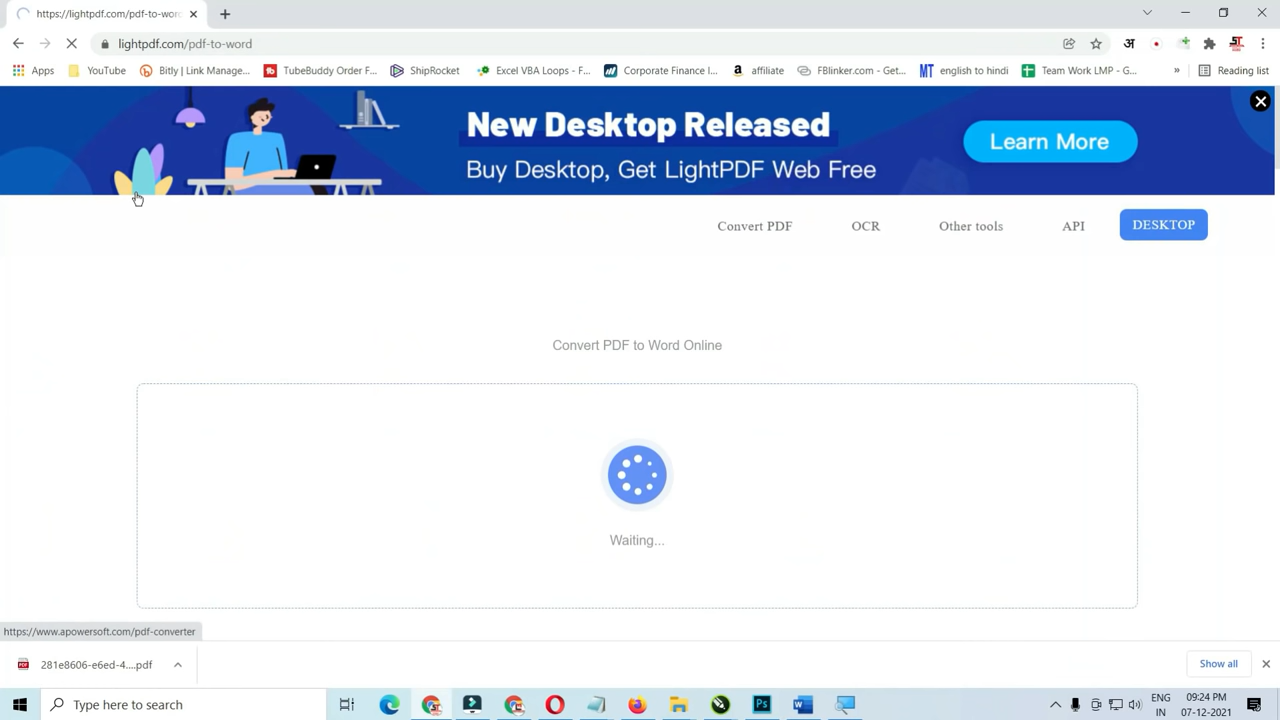 https://lightpdf.com/pdf-to-word
lightpdf.com/pdf-to-word
अ
Apps
YouTube
Bitly | Link Manage...
TubeBuddy Order F...
ShipRocket
Excel VBA Loops - F...
Corporate Finance I...
affiliate
FBlinker.com - Get...
MT english to hindi
Team Work LMP - G...
»
Reading list
New Desktop Released
Buy Desktop, Get LightPDF Web Free
Learn More
Convert PDF
OCR
Other tools
API
DESKTOP
Convert PDF to Word Online
Waiting...
https://www.apowersoft.com/pdf-converter
281e8606-e6ed-4....pdf
Show all
Type here to search
ENG
IN
09:24 PM
07-12-2021